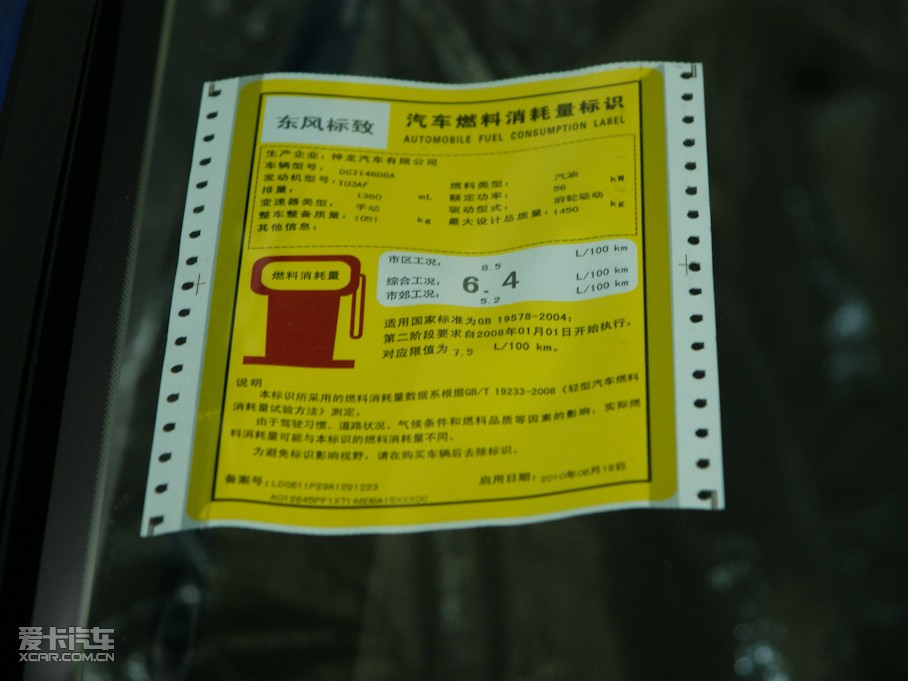 东风标致
汽车燃料消耗量标识
AUTOMOBILE FUEL CONSUMPTION LABEL
生产企业：神龙汽车有限公司
车辆型号： DC7146DBA
发动机型号：TU3AF 燃料类型： 汽油
排量： 1360 mL 额定功率： 56 kW
变速器类型： 手动 驱动型式： 前轮驱动
整车整备质量：1051 kg 最大设计总质量：1490 kg
其他信息：
燃料消耗量
市区工况： 8.5 L/100 km
综合工况： 6.4 L/100 km
市郊工况： 5.2 L/100 km
适用国家标准为GB 19578-2004；
第二阶段要求自2008年01月01日开始执行，
对应限值为 7.5 L/100 km。
说明
本标识所采用的燃料消耗量数据系根据GB/T 19233-2008《轻型汽车燃料
消耗量试验方法》测定。
由于驾驶习惯、道路状况、气候条件和燃料品质等因素的影响，实际燃
料消耗量可能与本标识的燃料消耗量不同。
为避免标识影响视野，请在购买车辆后去除标识。
备案号： 启用日期：2010年06月12日
爱卡汽车
XCAR.COM.CN